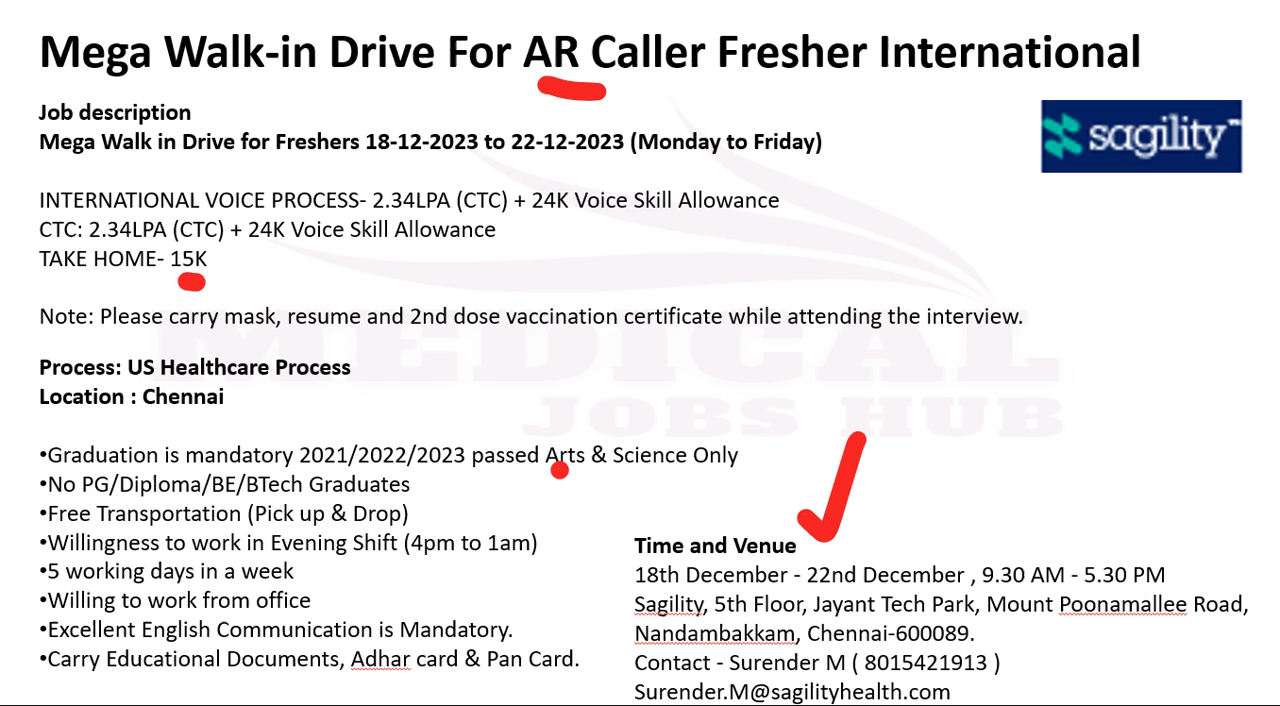 Mega Walk-in Drive For AR Caller Fresher International
Job description
Mega Walk in Drive for Freshers 18-12-2023 to 22-12-2023 (Monday to Friday)
sagility™
INTERNATIONAL VOICE PROCESS- 2.34LPA (CTC) + 24K Voice Skill Allowance
CTC: 2.34LPA (CTC) + 24K Voice Skill Allowance
TAKE HOME- 15K
Note: Please carry mask, resume and 2nd dose vaccination certificate while attending the interview.
Process: US Healthcare Process
Location : Chennai
MEDICAL
JOBS HUB
•Graduation is mandatory 2021/2022/2023 passed Arts & Science Only
•No PG/Diploma/BE/BTech Graduates
•Free Transportation (Pick up & Drop)
•Willingness to work in Evening Shift (4pm to 1am)
•5 working days in a week
•Willing to work from office
•Excellent English Communication is Mandatory.
•Carry Educational Documents, Adhar card & Pan Card.
Time and Venue
18th December - 22nd December , 9.30 AM - 5.30 PM
Sagility, 5th Floor, Jayant Tech Park, Mount Poonamallee Road,
Nandambakkam, Chennai-600089.
Contact - Surender M ( 8015421913 )
Surender.M@sagilityhealth.com